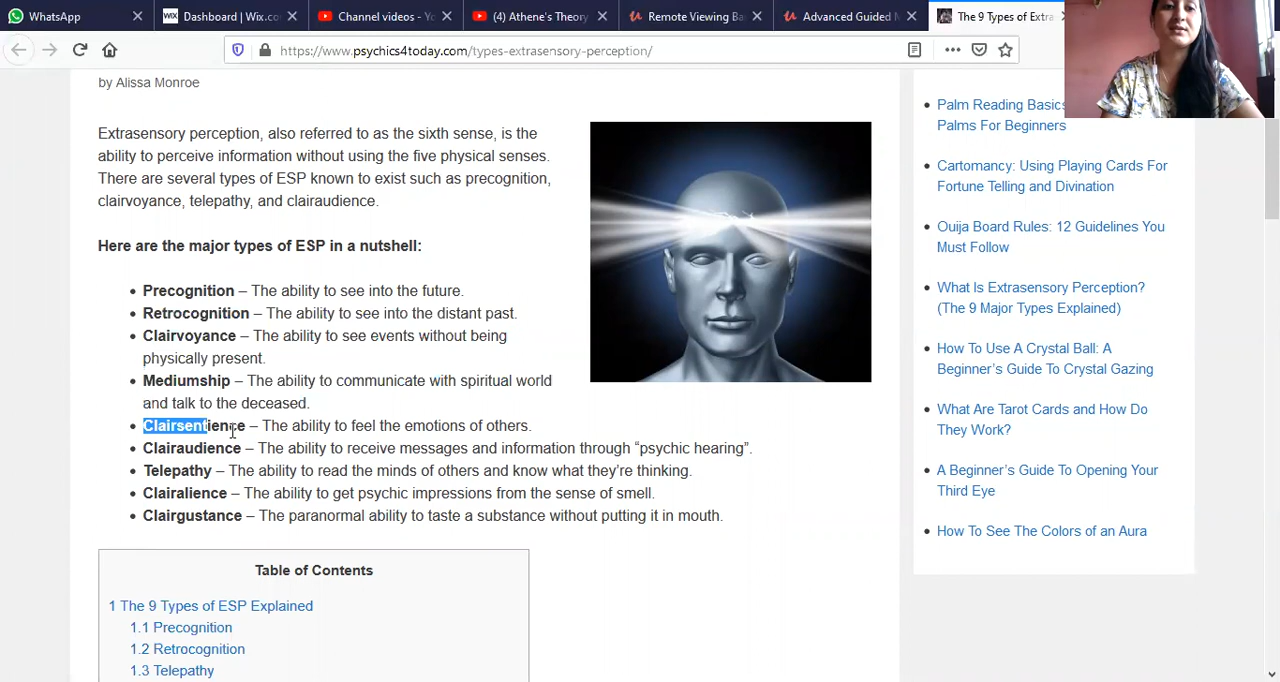 WhatsApp
Dashboard | Wix.co
Channel videos - Yo
(4) Athene's Theory
Remote Viewing Ba
Advanced Guided M
The 9 Types of Extra
https://www.psychics4today.com/types-extrasensory-perception/
by Alissa Monroe
Extrasensory perception, also referred to as the sixth sense, is the
ability to perceive information without using the five physical senses.
There are several types of ESP known to exist such as precognition,
clairvoyance, telepathy, and clairaudience.
Here are the major types of ESP in a nutshell:
Precognition – The ability to see into the future.
Retrocognition – The ability to see into the distant past.
Clairvoyance – The ability to see events without being
physically present.
Mediumship – The ability to communicate with spiritual world
and talk to the deceased.
Clairsentience – The ability to feel the emotions of others.
Clairaudience – The ability to receive messages and information through “psychic hearing”.
Telepathy – The ability to read the minds of others and know what they’re thinking.
Clairalience – The ability to get psychic impressions from the sense of smell.
Clairgustance – The paranormal ability to taste a substance without putting it in mouth.
Table of Contents
1 The 9 Types of ESP Explained
1.1 Precognition
1.2 Retrocognition
1.3 Telepathy
Palm Reading Basics
Palms For Beginners
Cartomancy: Using Playing Cards For
Fortune Telling and Divination
Ouija Board Rules: 12 Guidelines You
Must Follow
What Is Extrasensory Perception?
(The 9 Major Types Explained)
How To Use A Crystal Ball: A
Beginner’s Guide To Crystal Gazing
What Are Tarot Cards and How Do
They Work?
A Beginner’s Guide To Opening Your
Third Eye
How To See The Colors of an Aura